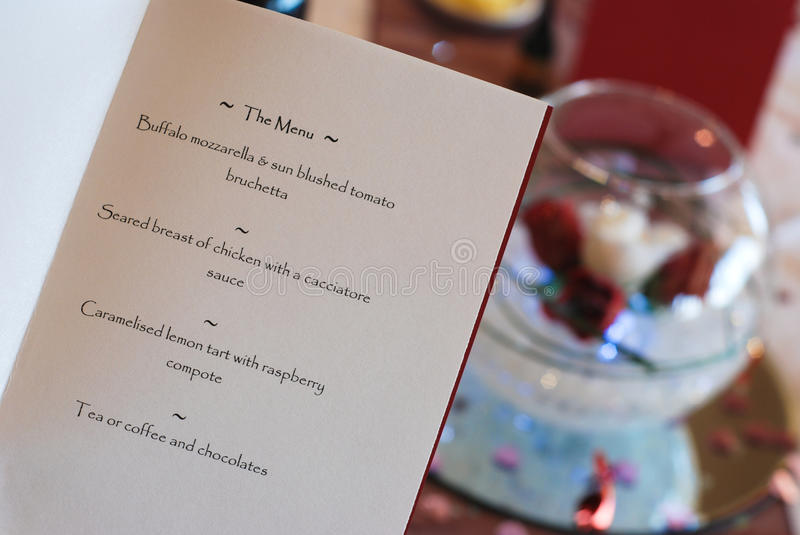 ~ The Menu ~
Buffalo mozzarella & sun blushed tomato
bruchetta
~
Seared breast of chicken with a cacciatore
sauce
~
Caramelised lemon tart with raspberry
compote
~
Tea or coffee and chocolates
dreamstime